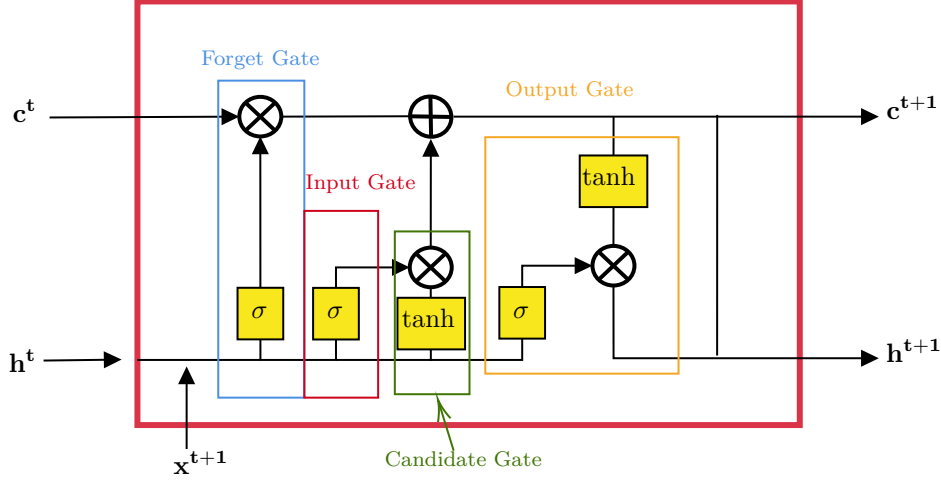 Forget Gate
Output Gate
c^t
c^{t+1}
Input Gate
tanh
σ
σ
σ
tanh
h^t
h^{t+1}
x^{t+1}
Candidate Gate